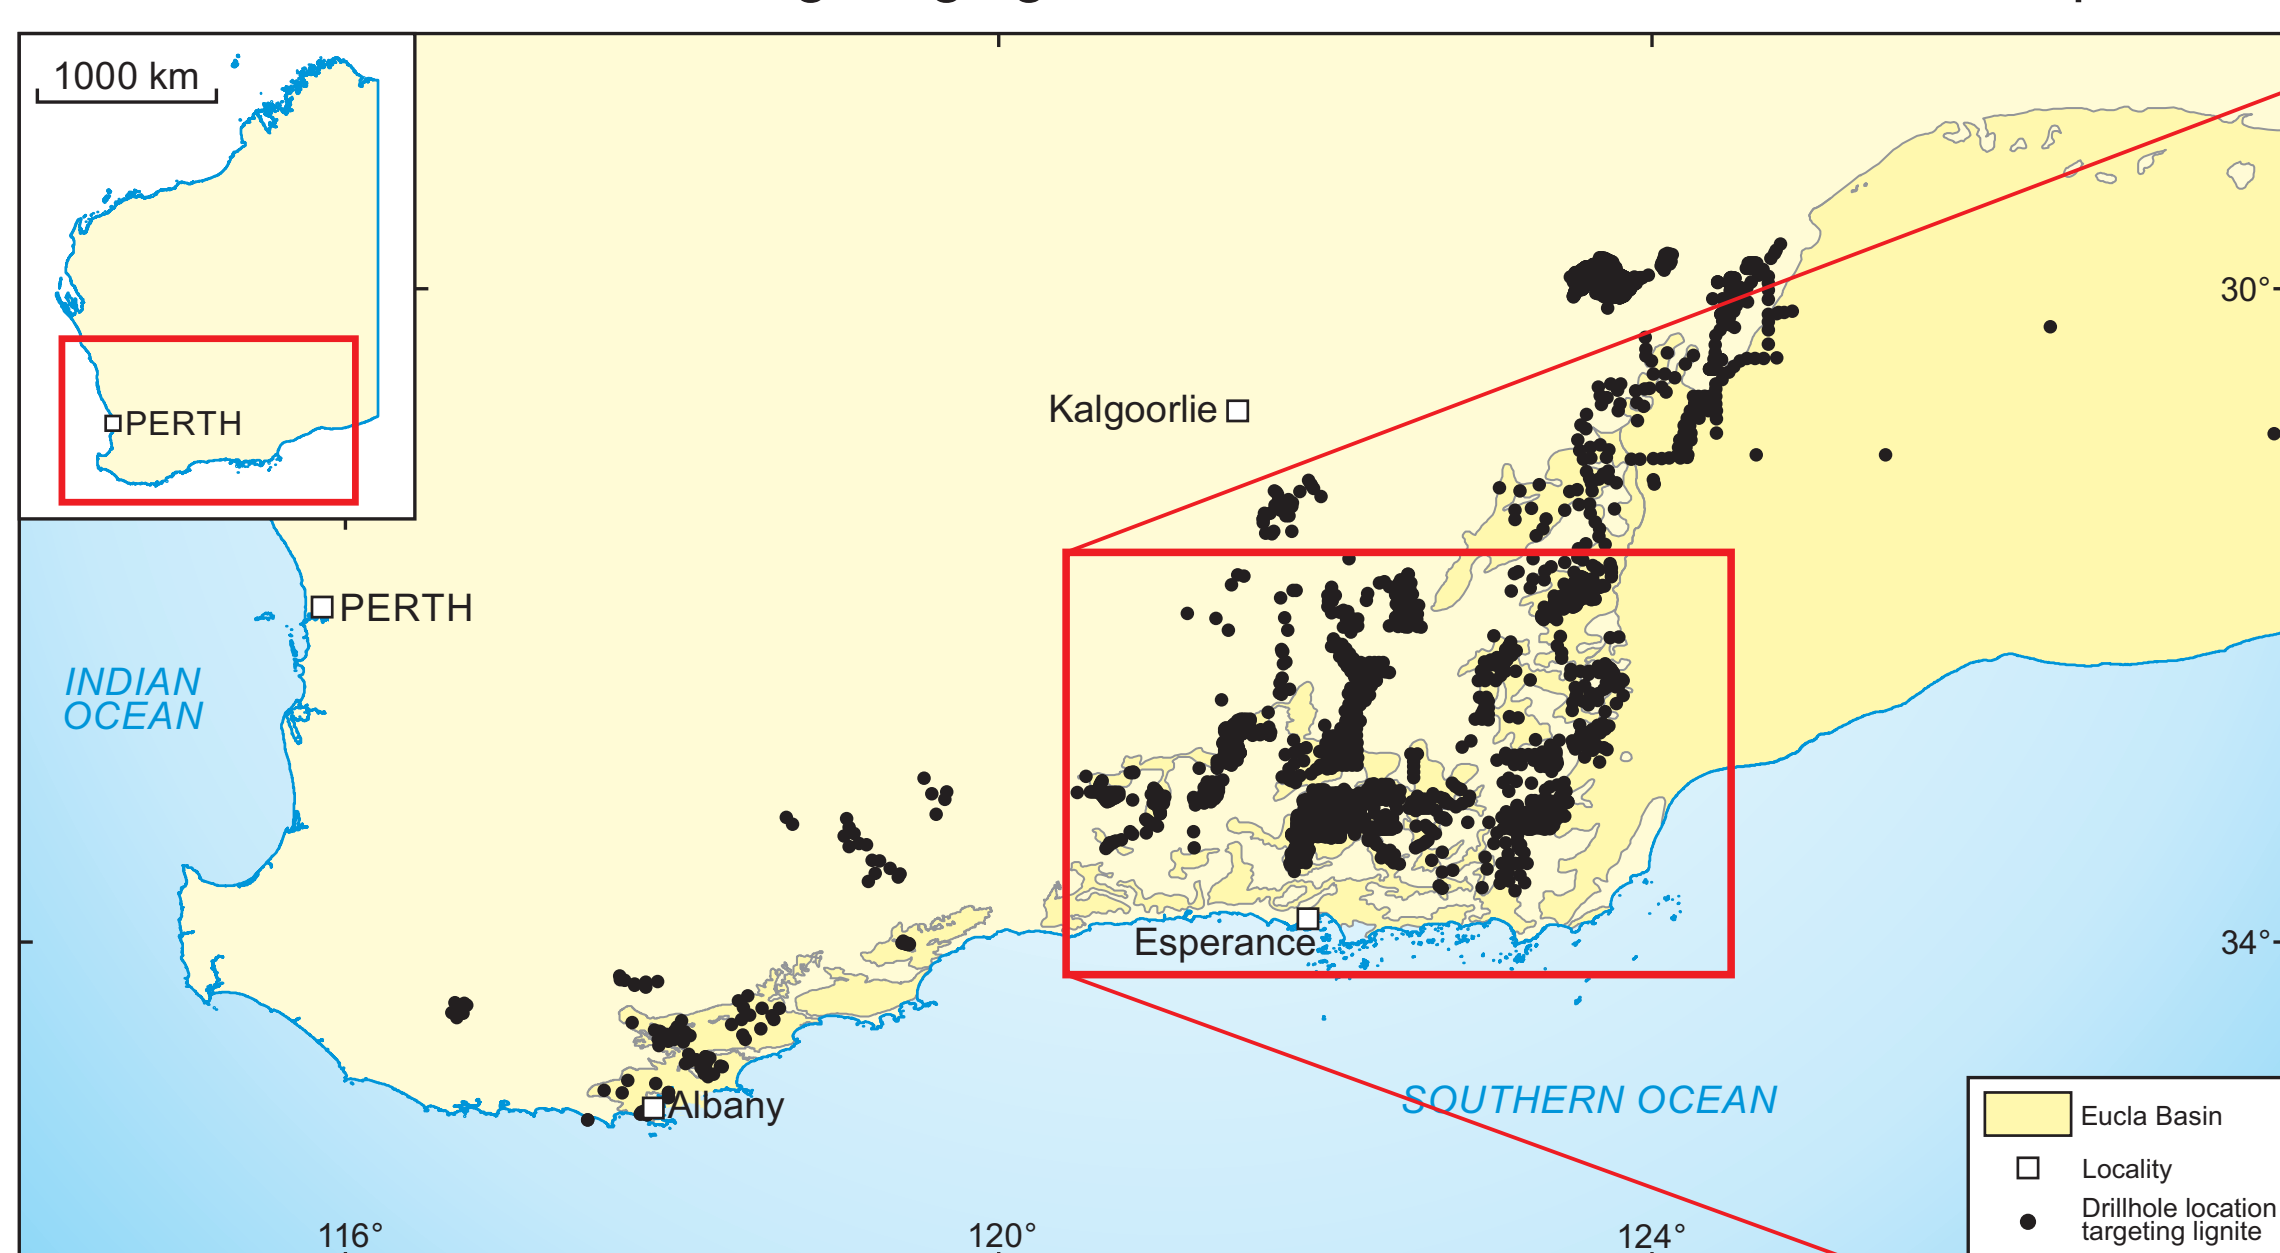 1000 km
PERTH
30°
Kalgoorlie
PERTH
INDIAN
OCEAN
Esperance
34°
Albany
SOUTHERN OCEAN
Eucla Basin
Locality
Drillhole location
targeting lignite
116°
120°
124°